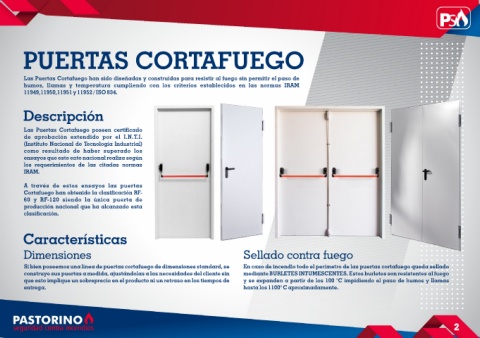 PS
PUERTAS CORTAFUEGO
Las Puertas Cortafuego han sido diseñadas y construidas para resistir al fuego sin permitir el paso de
humos, llamas y temperatura cumpliendo con los criterios establecidos en las normas IRAM
11949,11950,11951 y 11952 / ISO 834.
Descripción
Las Puertas Cortafuego poseen certificado
de aprobación extendido por el I.N.T.I.
(Instituto Nacional de Tecnología Industrial)
como resultado de haber superado los
ensayos que este ente nacional realiza según
los requerimientos de las citadas normas
IRAM.
A través de estos ensayos las puertas
Cortafuego han obtenido la clasificación RF-
60 y RF-120 siendo la única puerta de
producción nacional que ha alcanzado esta
clasificación.
Características
Dimensiones
Si bien poseemos una línea de puertas cortafuego de dimensiones standard, se
construyen sus puertas a medida, ajustándolas a las necesidades del cliente sin
que esto implique un sobreprecio en el producto ni un retraso en los tiempos de
entrega.
Sellado contra fuego
En caso de incendio todo el perímetro de las puertas cortafuego queda sellado
mediante BURLETES INTUMESCENTES. Estos burletes son resistentes al fuego
y se expanden a partir de los 100 °C impidiendo el paso de humos y llamas
hasta los 1100° C aproximadamente.
PASTORINO
seguridad contra incendios
2